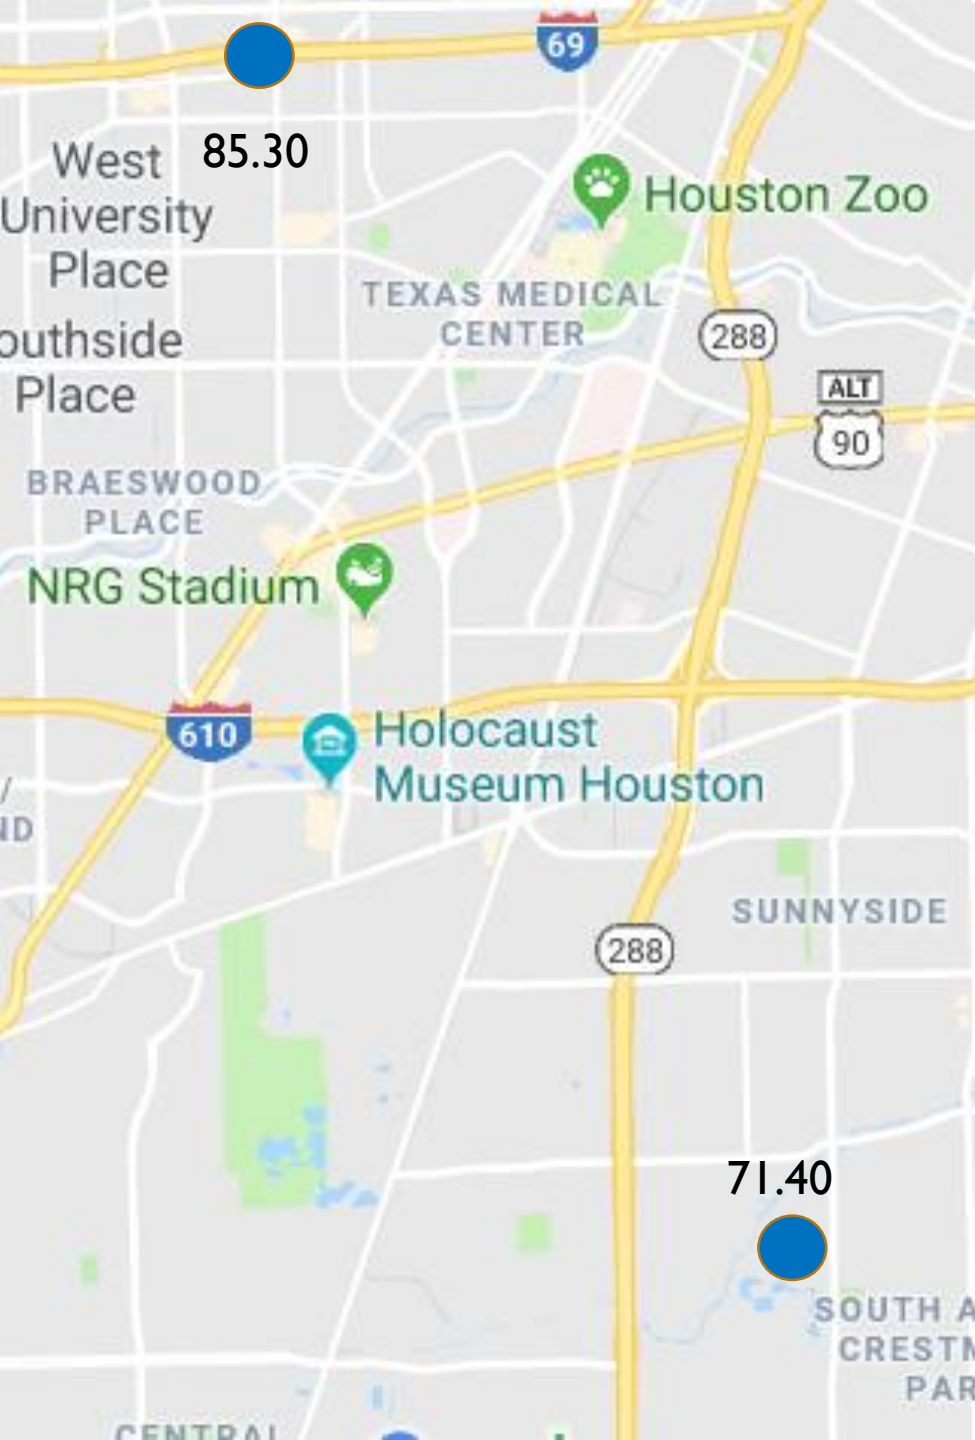 69
West
85.30
University
Place
Houston Zoo
TEXAS MEDICAL
CENTER
outhside
Place
288
ALT
90
BRAESWOOD
PLACE
NRG Stadium
610
Holocaust
Museum Houston
/
ND
SUNNYSIDE
288
71.40
SOUTH A
CRESTM
PAR
CENTRAL